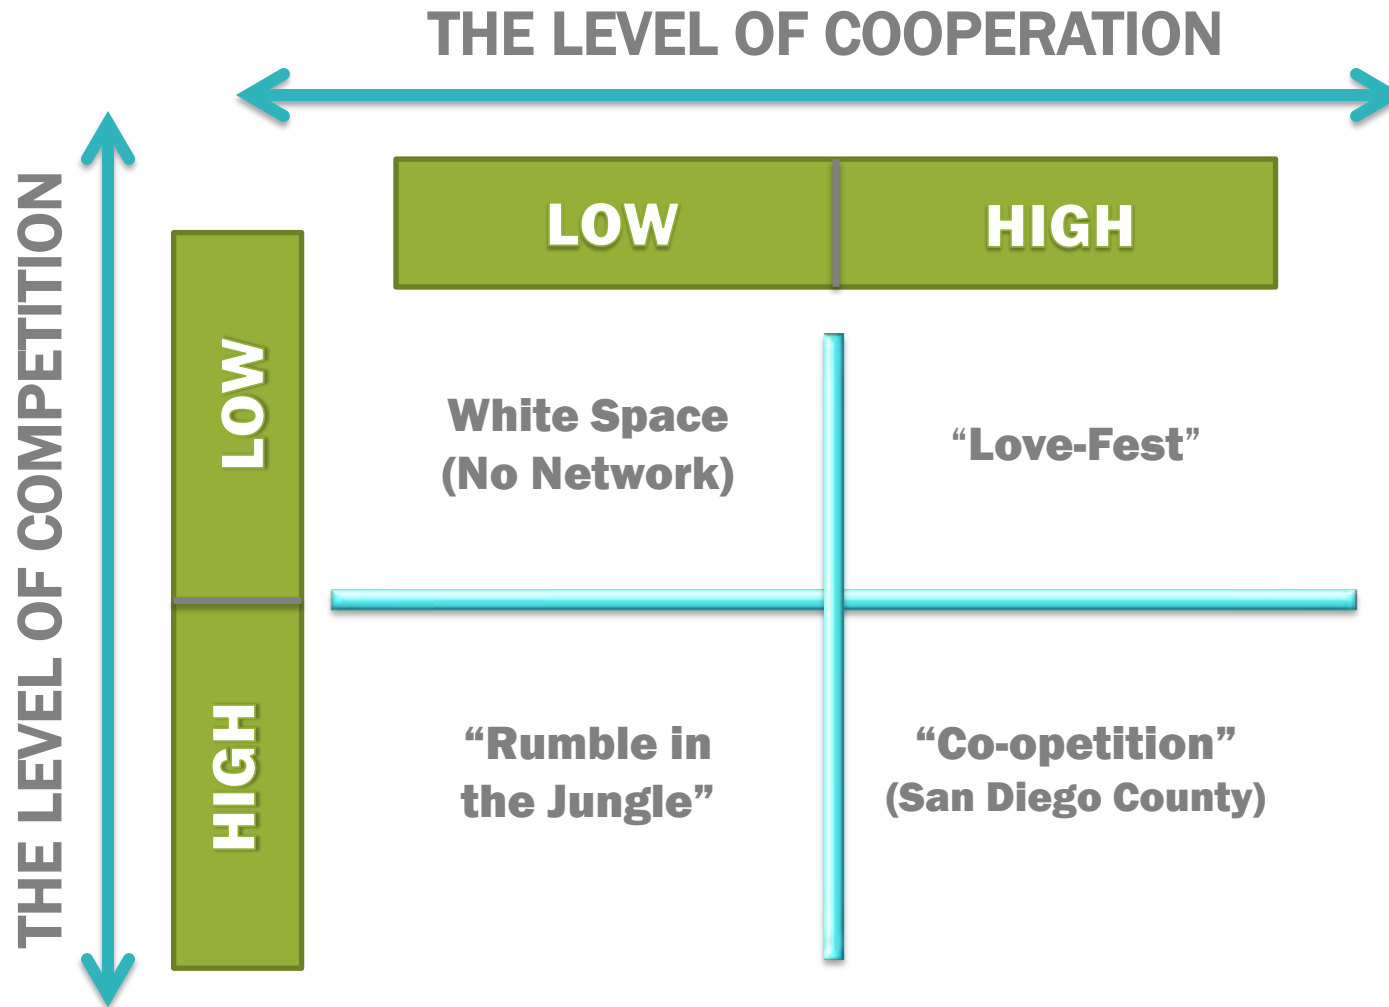 THE LEVEL OF COOPERATION
THE LEVEL OF COMPETITION
LOW
HIGH
LOW
HIGH
White Space
(No Network)
“Love-Fest”
“Rumble in
the Jungle”
“Co-opetition”
(San Diego County)